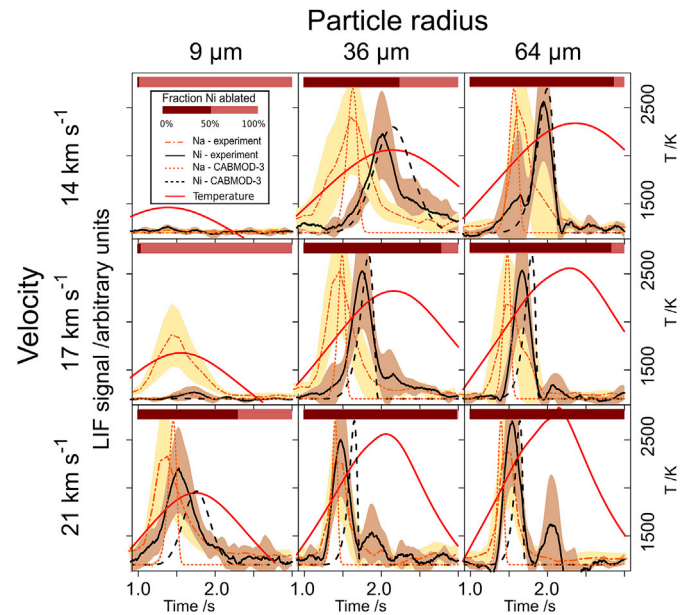 Particle radius
9 μm 36 μm 64 μm
Fraction Ni ablated
0% 50% 100%
Na - experiment
Ni - experiment
Na - CABMOD-3
Ni - CABMOD-3
Temperature
Velocity
14 km s⁻¹
17 km s⁻¹
21 km s⁻¹
LIF signal /arbitrary units
2500
T /K
1500
2500
T /K
1500
2500
T /K
1500
1.0 2.0 1.0 2.0 1.0 2.0
Time /s Time /s Time /s